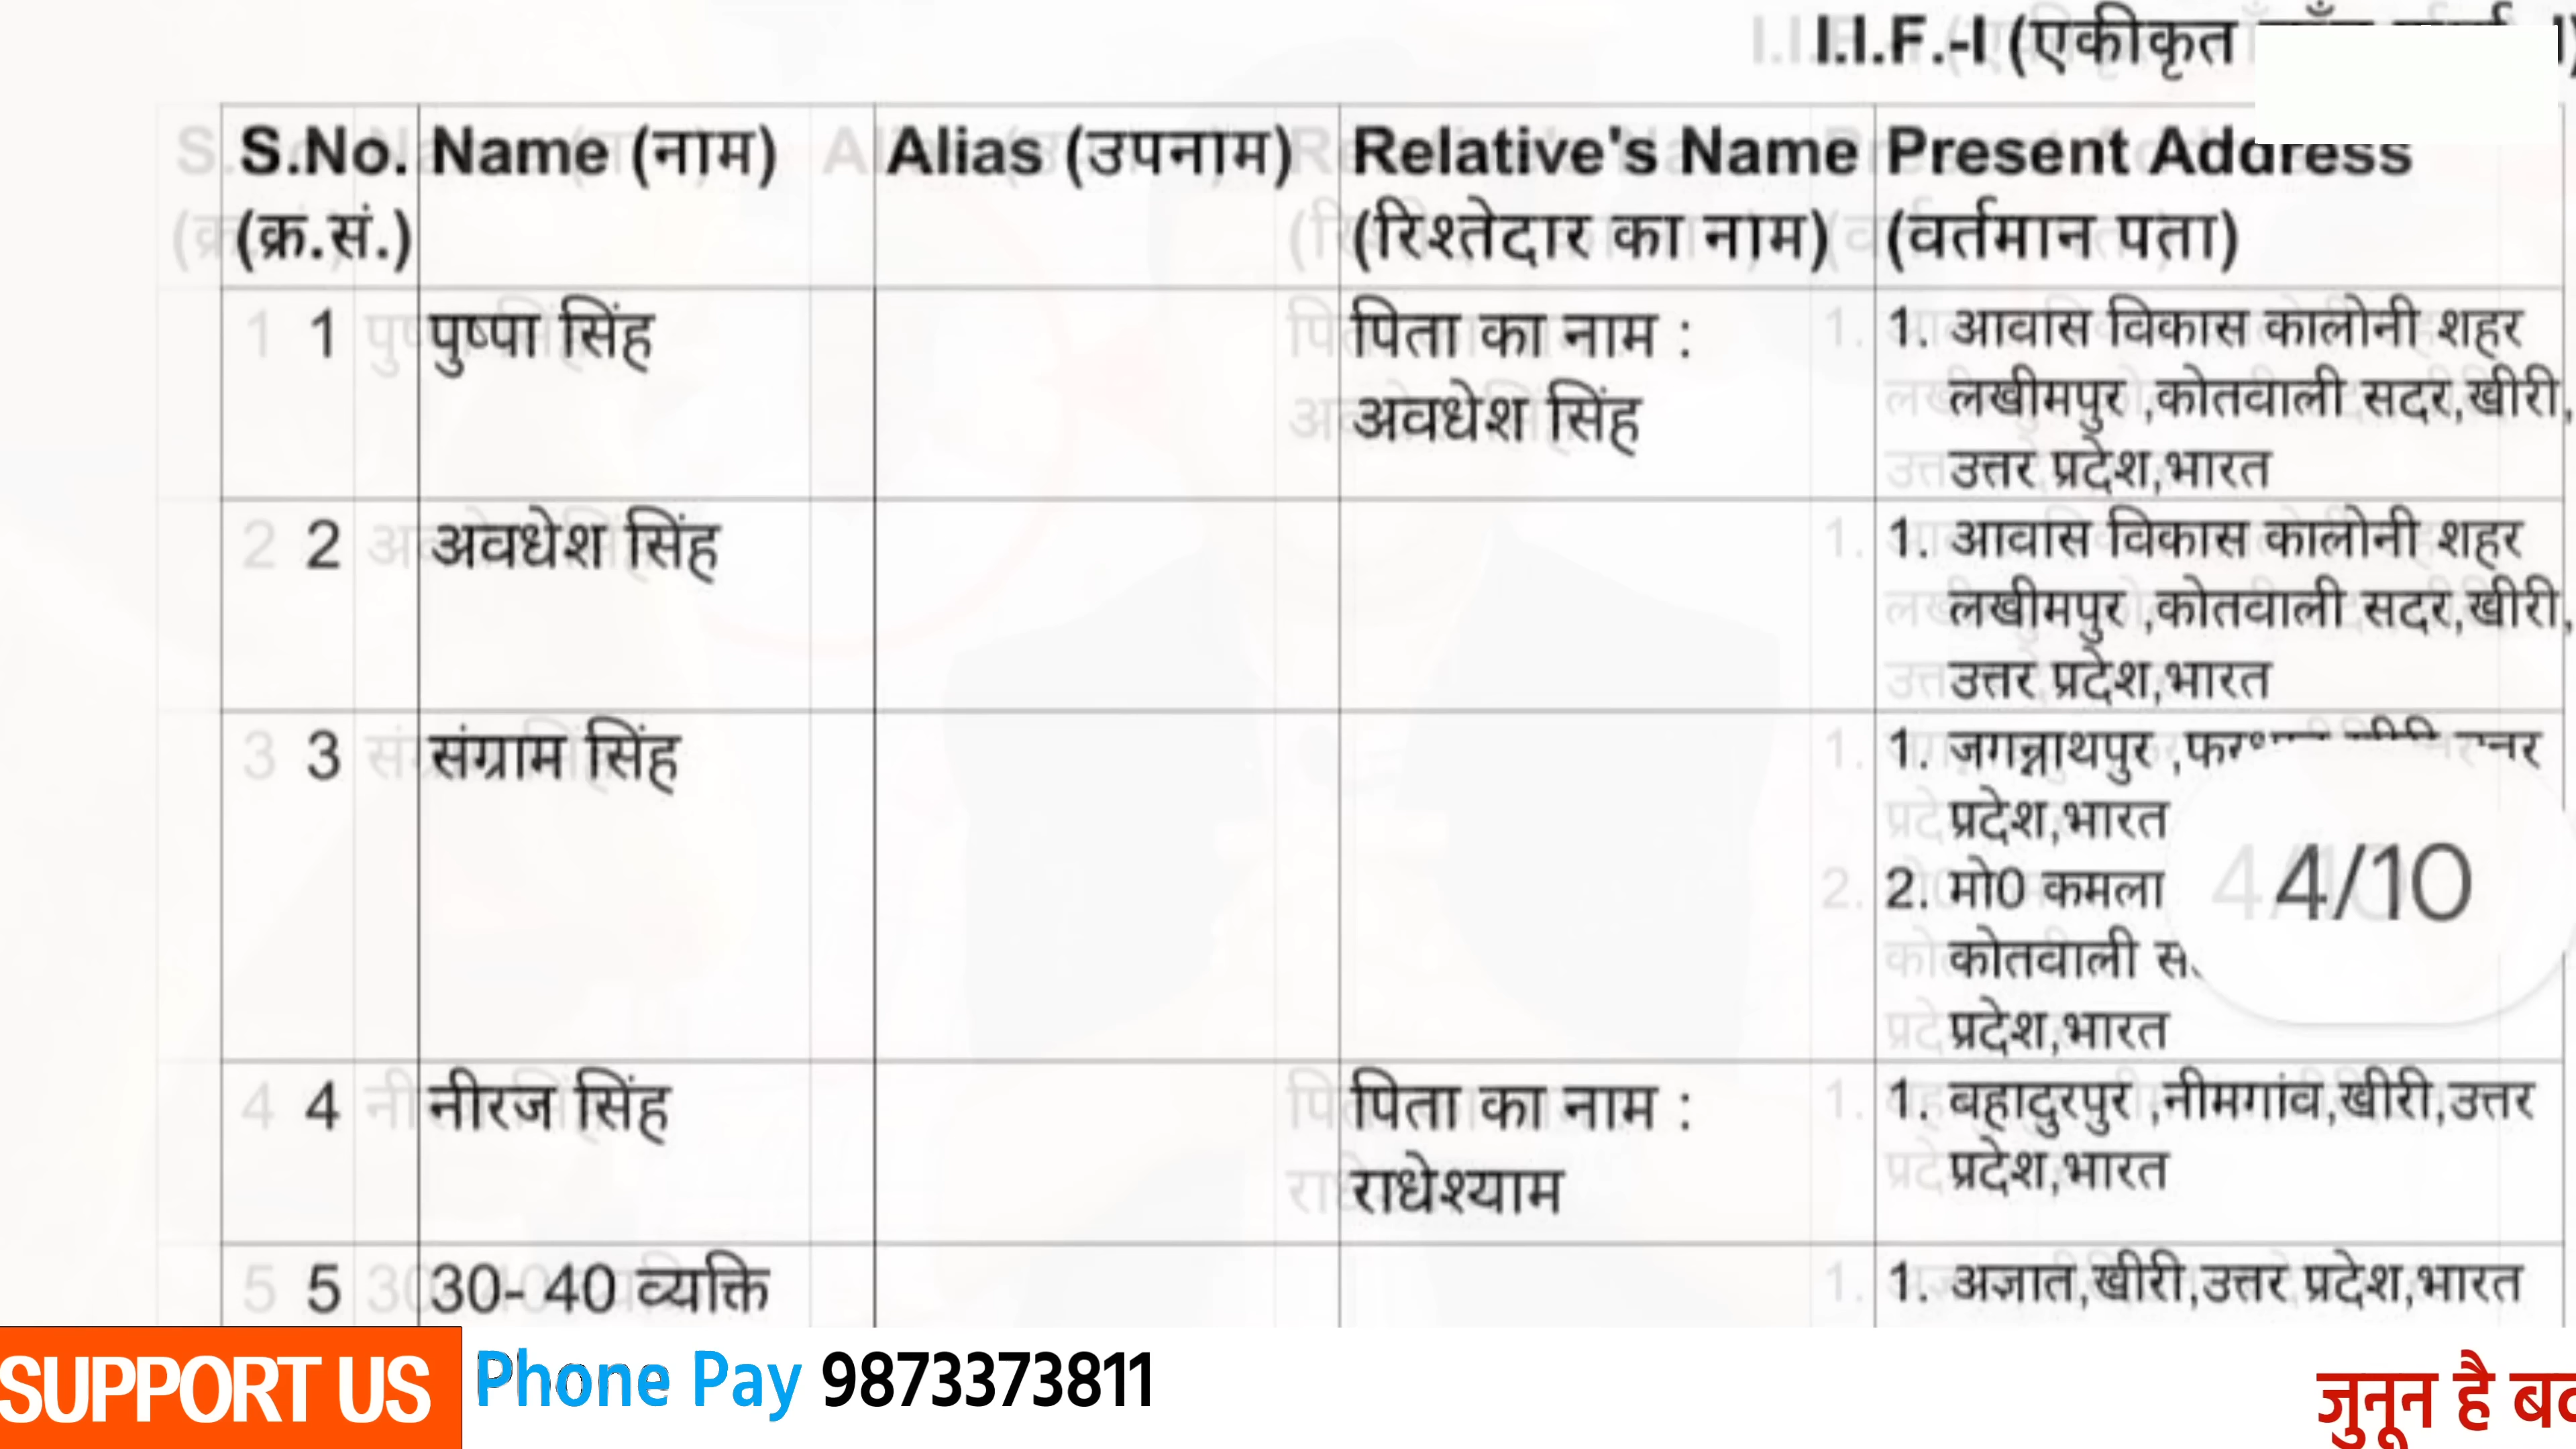 I.I.F.-I (एकीकृत
S.No. Name (नाम) Alias (उपनाम) Relative's Name Present Address
(क्र.सं.) (रिश्तेदार का नाम) (वर्तमान पता)
1 पुष्पा सिंह पिता का नाम : 1. आवास विकास कालोनी शहर
लखीमपुर ,कोतवाली सदर,खीरी,
अवधेश सिंह
उत्तर प्रदेश,भारत
2 अवधेश सिंह 1. आवास विकास कालोनी शहर
लखीमपुर ,कोतवाली सदर,खीरी,
उत्तर प्रदेश,भारत
3 संग्राम सिंह 1. जगन्नाथपुर
प्रदेश,भारत
2. मो0 कमला
4/10
कोतवाली
प्रदेश,भारत
4 नीरज सिंह पिता का नाम : 1. बहादुरपुर ,नीमगांव,खीरी,उत्तर
राधेश्याम प्रदेश,भारत
5 30- 40 व्यक्ति 1. अज्ञात,खीरी,उत्तर प्रदेश,भारत
SUPPORT US Phone Pay 9873373811
जुनून है